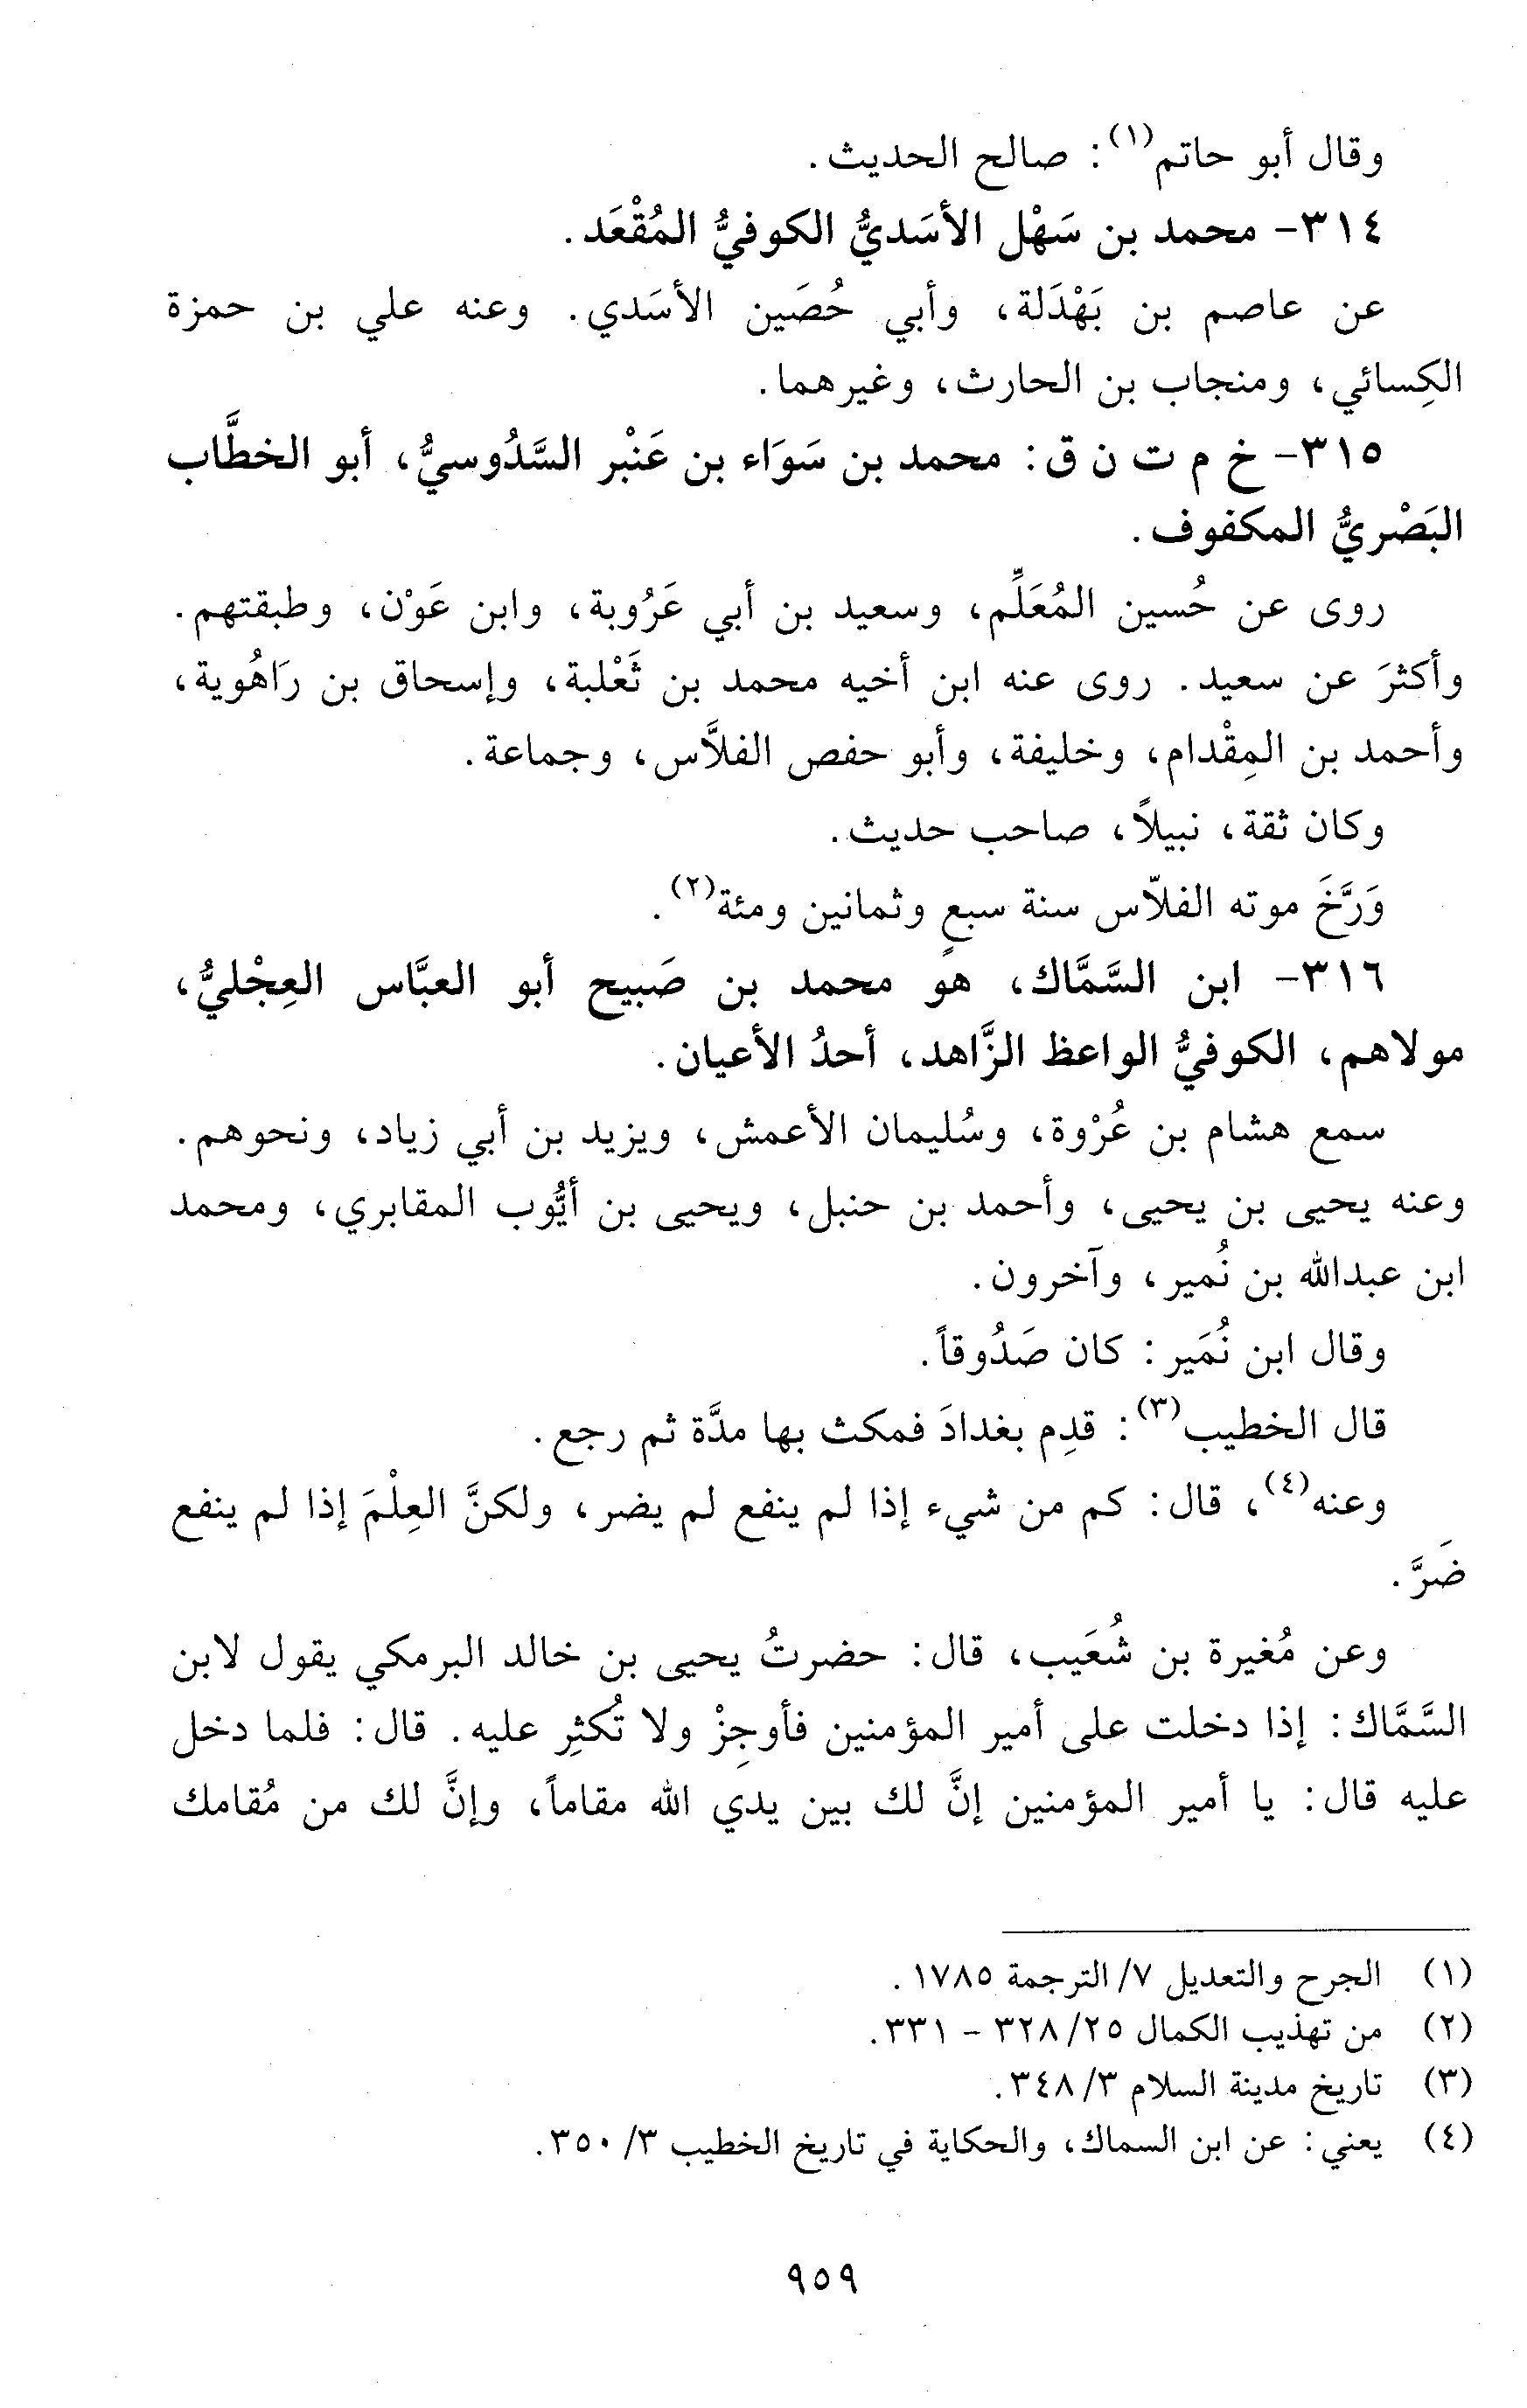 وقال أبو حاتم(١): صالح الحديث.
٣١٤- محمد بن سَهْل الأسَديُّ الكوفيُّ المُقْعَد.
عن عاصم بن بَهْدَلة، وأبي حُصَين الأسَدي. وعنه علي بن حمزة
الكِسائي، ومنجاب بن الحارث، وغيرهما.
٣١٥- خ م ت ن ق: محمد بن سَوَاء بن عَنْبر السَّدُوسيُّ، أبو الخطَّاب
البَصْريُّ المكفوف.
روى عن حُسين المُعَلِّم، وسعيد بن أبي عَرُوبة، وابن عَوْن، وطبقتهم.
وأكثرَ عن سعيد. روى عنه ابن أخيه محمد بن ثَعْلبة، وإسحاق بن رَاهُوية،
وأحمد بن المِقْدام، وخليفة، وأبو حفص الفلاَّس، وجماعة.
وكان ثقة، نبيلاً، صاحب حديث.
وَرَّخَ موته الفلاّس سنة سبعٍ وثمانين ومئة(٢).
٣١٦- ابن السَّمَّاك، هو محمد بن صَبيح أبو العبَّاس العِجْليُّ،
مولاهم، الكوفيُّ الواعظ الزَّاهد، أحدُ الأعيان.
سمع هشام بن عُرْوة، وسُليمان الأعمش، ويزيد بن أبي زياد، ونحوهم.
وعنه يحيى بن يحيى، وأحمد بن حنبل، ويحيى بن أيُّوب المقابري، ومحمد
ابن عبدالله بن نُمير، وآخرون.
وقال ابن نُمَير: كان صَدُوقاً.
قال الخطيب(٣): قدِم بغدادَ فمكث بها مدَّة ثم رجع.
وعنه(٤)، قال: كم من شيء إذا لم ينفع لم يضر، ولكنَّ العِلْمَ إذا لم ينفع
ضَرَّ.
وعن مُغيرة بن شُعَيب، قال: حضرتُ يحيى بن خالد البرمكي يقول لابن
السَّمَّاك: إذا دخلت على أمير المؤمنين فأوجِزْ ولا تُكثِر عليه. قال: فلما دخل
عليه قال: يا أمير المؤمنين إنَّ لك بين يدي الله مقاماً، وإنَّ لك من مُقامك
(١) الجرح والتعديل ٧/ الترجمة ١٧٨٥.
(٢) من تهذيب الكمال ٢٥/ ٣٢٨ - ٣٣١.
(٣) تاريخ مدينة السلام ٣/ ٣٤٨.
(٤) يعني: عن ابن السماك، والحكاية في تاريخ الخطيب ٣/ ٣٥٠.
٩٥٩